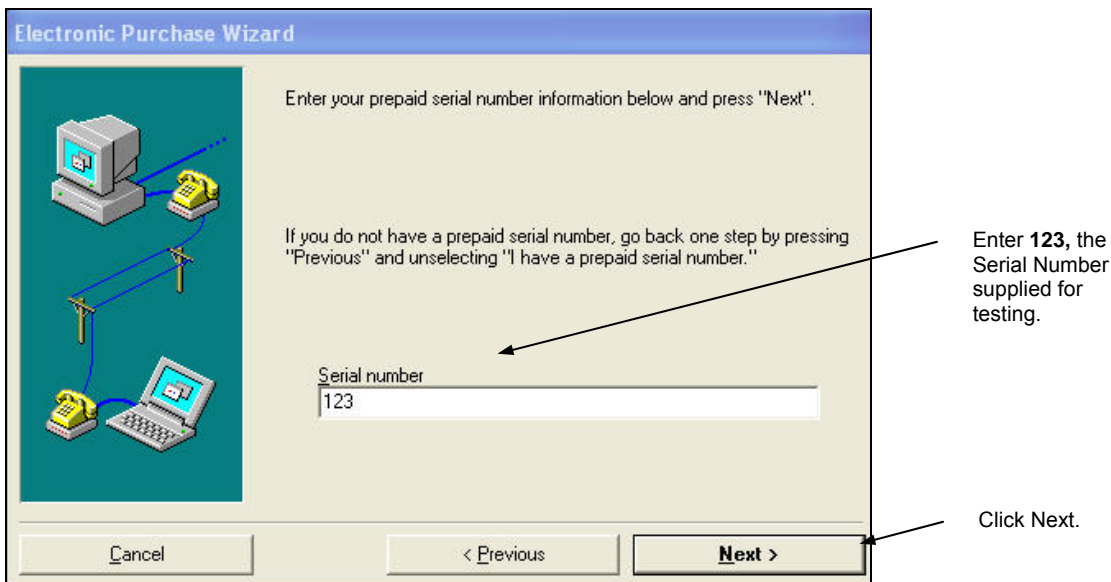 Electronic Purchase Wizard
Enter your prepaid serial number information below and press "Next".
If you do not have a prepaid serial number, go back one step by pressing
"Previous" and unselecting "I have a prepaid serial number."
Serial number
123
Cancel
< Previous
Next >
Enter 123, the
Serial Number
supplied for
testing.
Click Next.